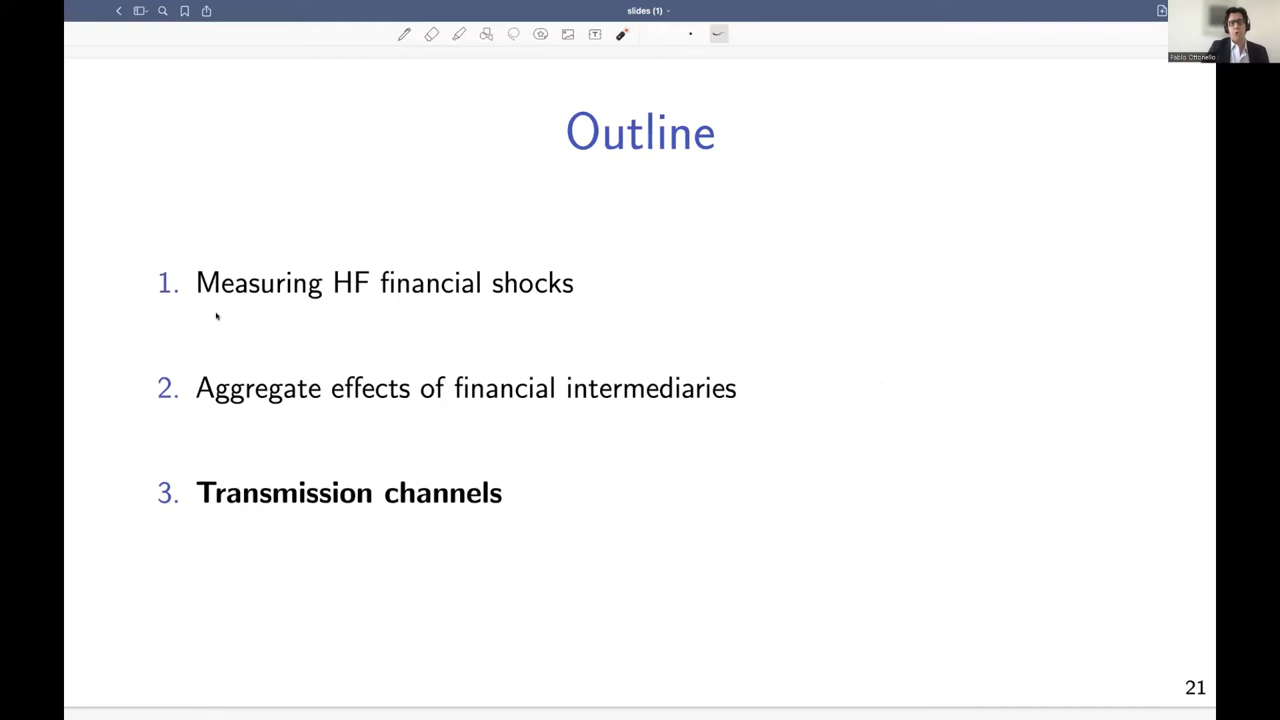 slides (1)
Pablo Ottonello
Outline
1. Measuring HF financial shocks
2. Aggregate effects of financial intermediaries
3. Transmission channels
21